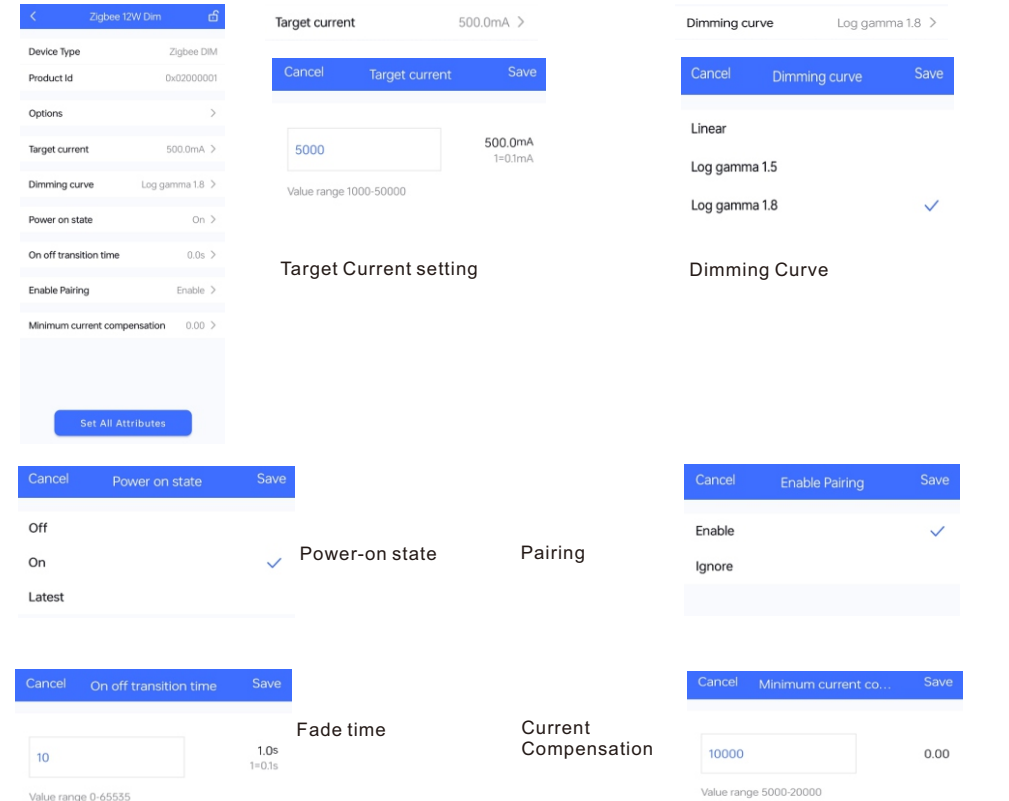 Zigbee 12W Dim
Device Type Zigbee DIM
Product Id 0x02000001
Options
Target current 500.0mA
Dimming curve Log gamma 1.8
Power on state On
On off transition time 0.0s
Enable Pairing Enable
Minimum current compensation 0.00
Set All Attributes
Target current 500.0mA
Cancel Target current Save
5000 500.0mA
1=0.1mA
Value range 1000-50000
Target Current setting
Dimming curve Log gamma 1.8
Cancel Dimming curve Save
Linear
Log gamma 1.5
Log gamma 1.8
Dimming Curve
Cancel Power on state Save
Off
On
Latest
Power-on state
Pairing
Cancel Enable Pairing Save
Enable
Ignore
Cancel On off transition time Save
10 1.0s
1=0.1s
Value range 0-65535
Fade time
Current
Compensation
Cancel Minimum current co... Save
10000 0.00
Value range 5000-20000